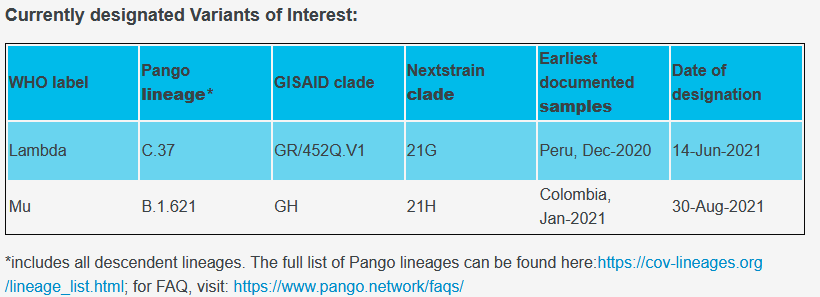 Currently designated Variants of Interest:
WHO label
Pango
lineage*
GISAID clade
Nextstrain
clade
Earliest
documented
samples
Date of
designation
Lambda
C.37
GR/452Q.V1
21G
Peru, Dec-2020
14-Jun-2021
Mu
B.1.621
GH
21H
Colombia,
Jan-2021
30-Aug-2021
*includes all descendent lineages. The full list of Pango lineages can be found here:https://cov-lineages.org
/lineage_list.html; for FAQ, visit: https://www.pango.network/faqs/